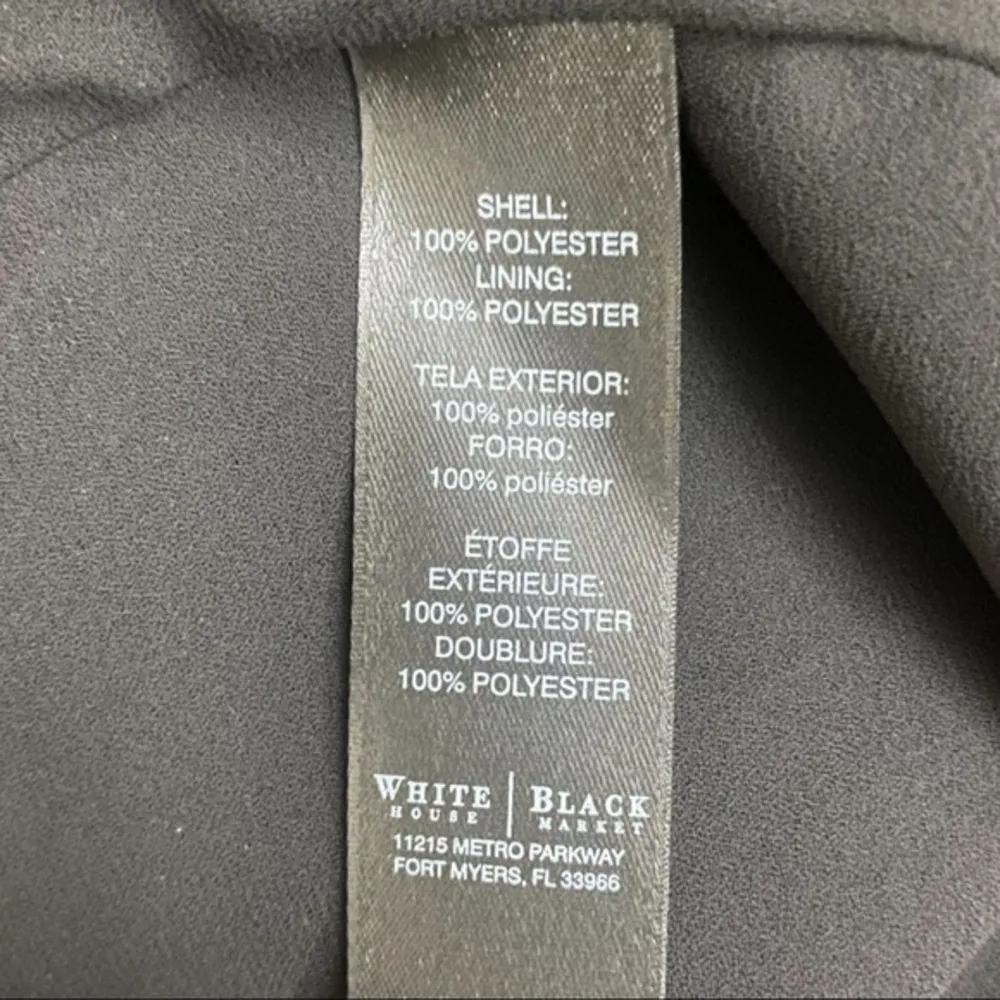 SHELL:
100% POLYESTER
LINING:
100% POLYESTER
TELA EXTERIOR:
100% poliéster
FORRO:
100% poliéster
ÉTOFFE
EXTÉRIEURE:
100% POLYESTER
DOUBLURE:
100% POLYESTER
WHITE | BLACK
HOUSE MARKET
11215 METRO PARKWAY
FORT MYERS, FL 33966